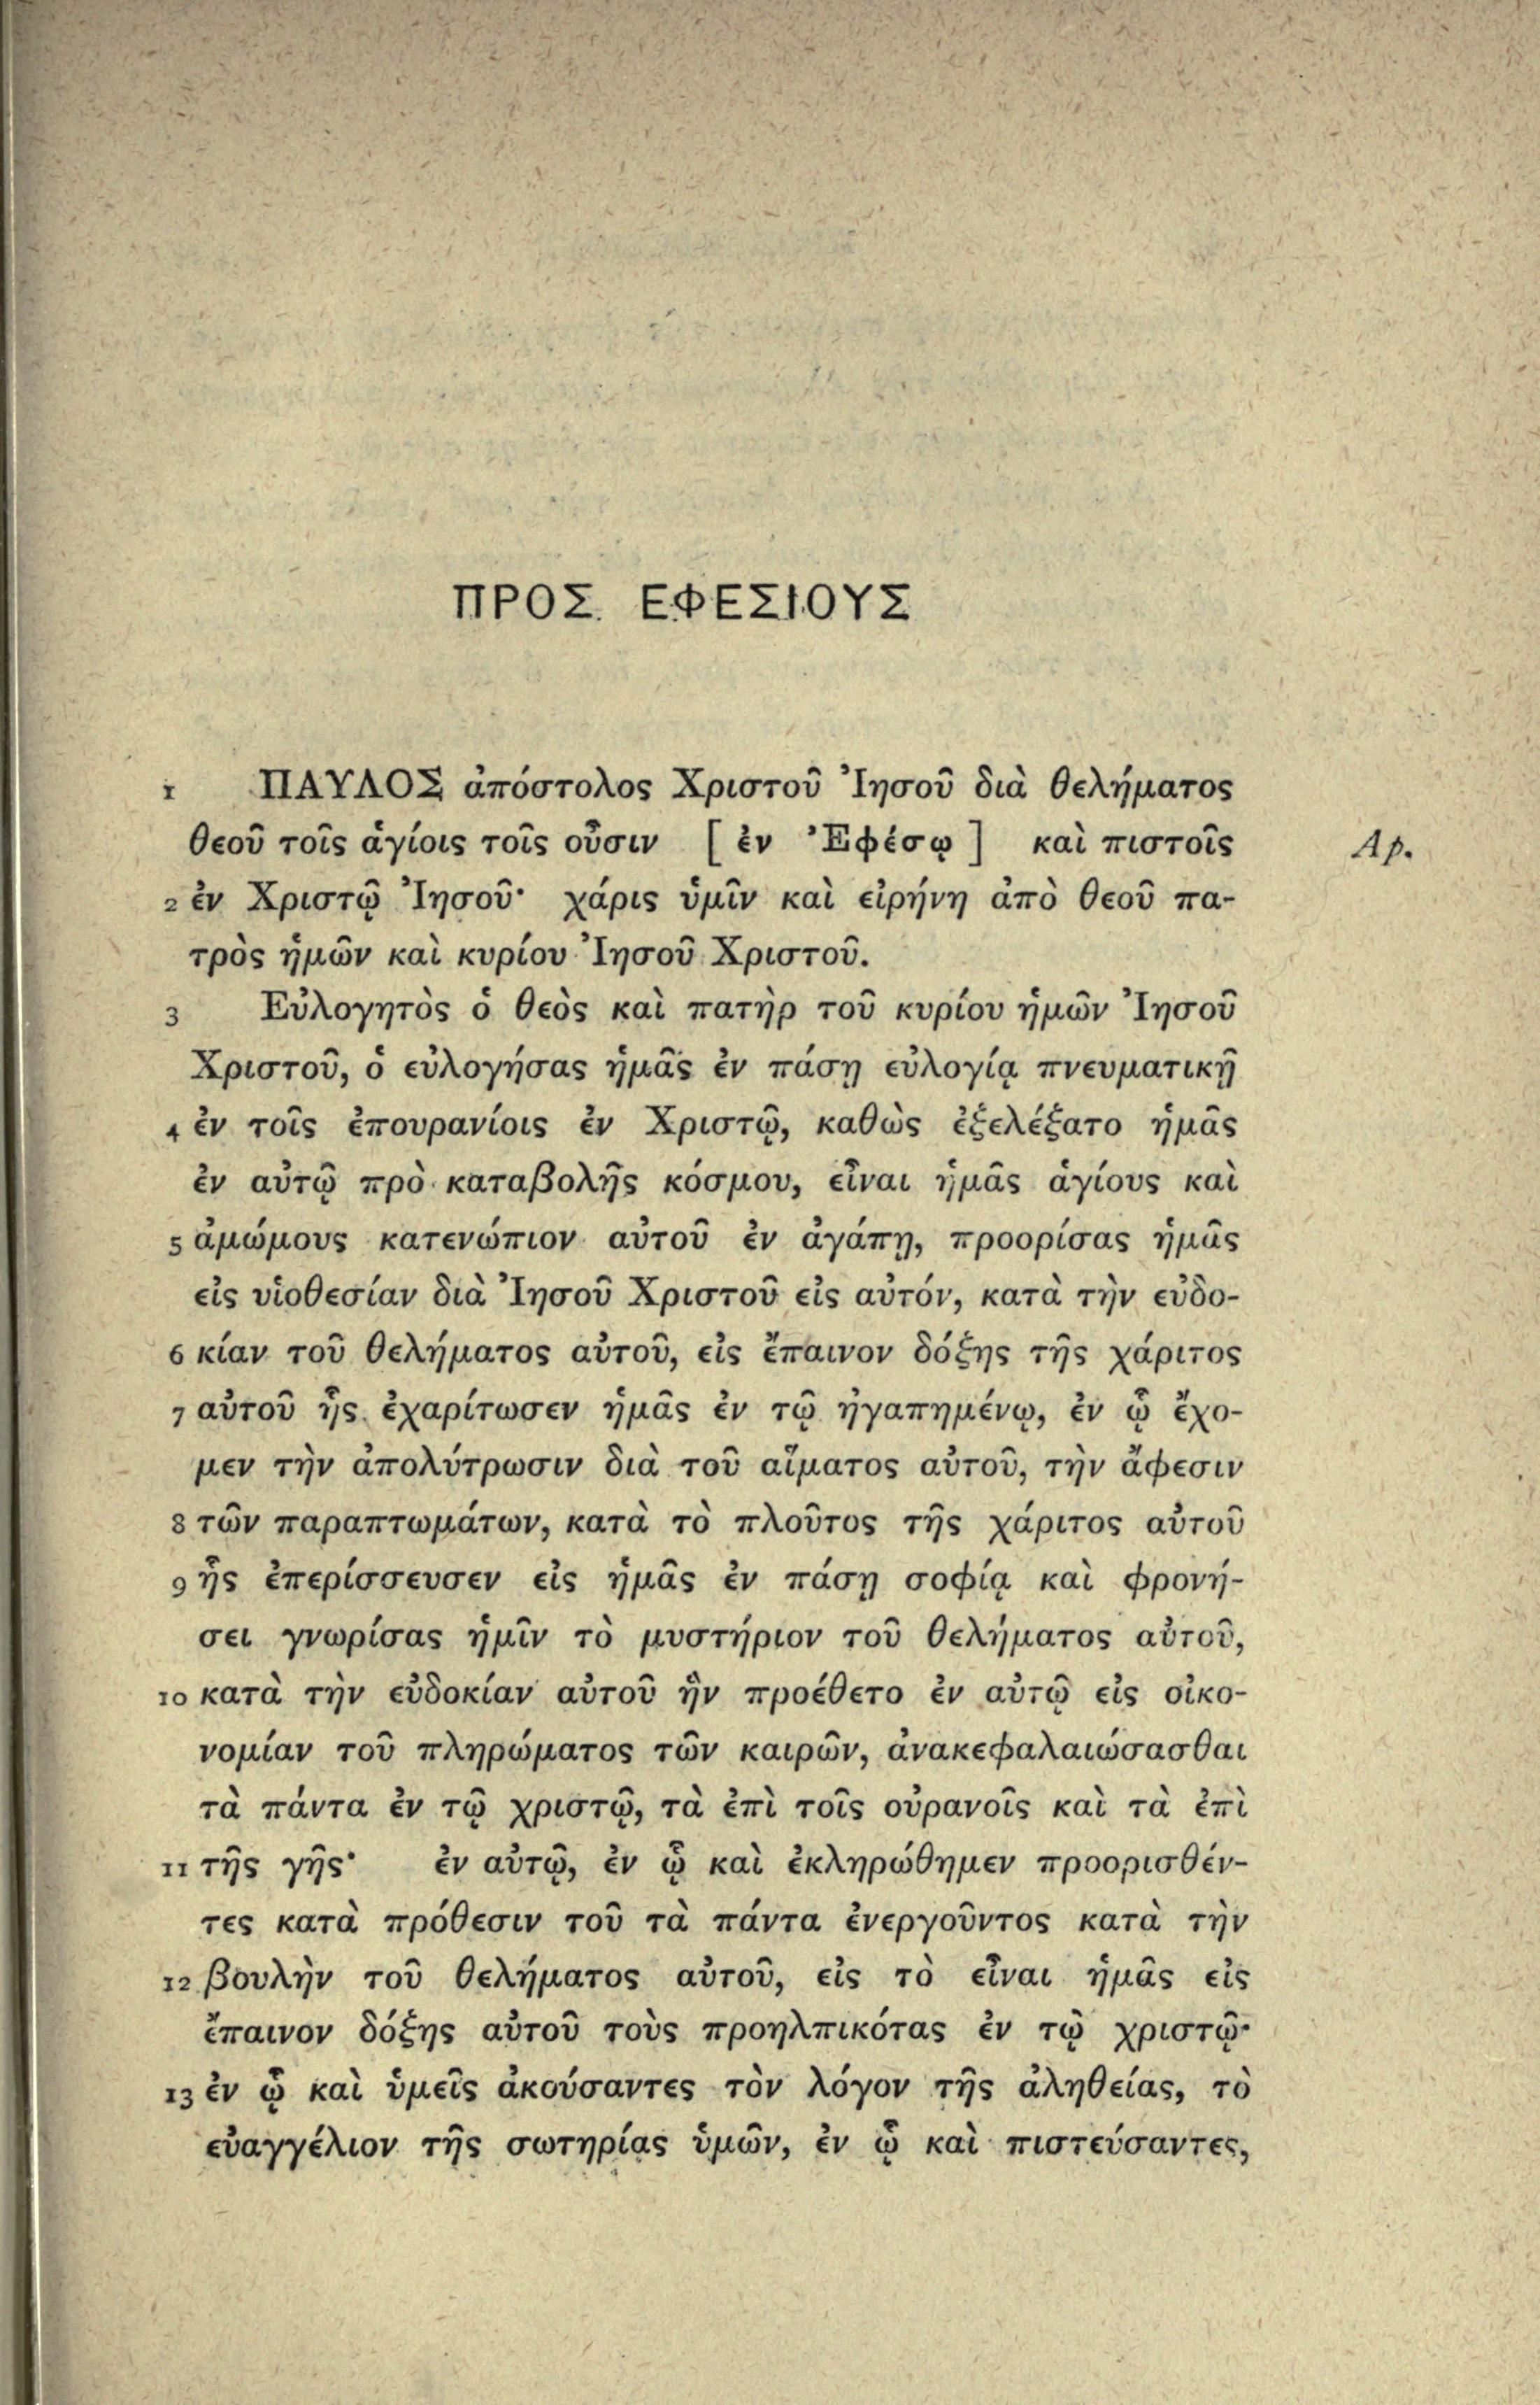 ΠΡΟΣ ΕΦΕΣΙΟΥΣ
1 ΠΑΥΛΟΣ ἀπόστολος Χριστοῦ Ἰησοῦ διὰ θελήματος
θεοῦ τοῖς ἁγίοις τοῖς οὖσιν [ἐν Ἐφέσῳ] καὶ πιστοῖς Ap.
2 ἐν Χριστῷ Ἰησοῦ· χάρις ὑμῖν καὶ εἰρήνη ἀπὸ θεοῦ πα-
τρὸς ἡμῶν καὶ κυρίου Ἰησοῦ Χριστοῦ.
3 Εὐλογητὸς ὁ θεὸς καὶ πατὴρ τοῦ κυρίου ἡμῶν Ἰησοῦ
Χριστοῦ, ὁ εὐλογήσας ἡμᾶς ἐν πάσῃ εὐλογίᾳ πνευματικῇ
4 ἐν τοῖς ἐπουρανίοις ἐν Χριστῷ, καθὼς ἐξελέξατο ἡμᾶς
ἐν αὐτῷ πρὸ καταβολῆς κόσμου, εἶναι ἡμᾶς ἁγίους καὶ
5 ἀμώμους κατενώπιον αὐτοῦ ἐν ἀγάπῃ, προορίσας ἡμᾶς
εἰς υἱοθεσίαν διὰ Ἰησοῦ Χριστοῦ εἰς αὐτόν, κατὰ τὴν εὐδο-
6 κίαν τοῦ θελήματος αὐτοῦ, εἰς ἔπαινον δόξης τῆς χάριτος
7 αὐτοῦ ἧς ἐχαρίτωσεν ἡμᾶς ἐν τῷ ἠγαπημένῳ, ἐν ᾧ ἔχο-
μεν τὴν ἀπολύτρωσιν διὰ τοῦ αἵματος αὐτοῦ, τὴν ἄφεσιν
8 τῶν παραπτωμάτων, κατὰ τὸ πλοῦτος τῆς χάριτος αὐτοῦ
9 ἧς ἐπερίσσευσεν εἰς ἡμᾶς ἐν πάσῃ σοφίᾳ καὶ φρονή-
σει γνωρίσας ἡμῖν τὸ μυστήριον τοῦ θελήματος αὐτοῦ,
10 κατὰ τὴν εὐδοκίαν αὐτοῦ ἣν προέθετο ἐν αὐτῷ εἰς οἰκο-
νομίαν τοῦ πληρώματος τῶν καιρῶν, ἀνακεφαλαιώσασθαι
τὰ πάντα ἐν τῷ χριστῷ, τὰ ἐπὶ τοῖς οὐρανοῖς καὶ τὰ ἐπὶ
11 τῆς γῆς· ἐν αὐτῷ, ἐν ᾧ καὶ ἐκληρώθημεν προορισθέν-
τες κατὰ πρόθεσιν τοῦ τὰ πάντα ἐνεργοῦντος κατὰ τὴν
12 βουλὴν τοῦ θελήματος αὐτοῦ, εἰς τὸ εἶναι ἡμᾶς εἰς
ἔπαινον δόξης αὐτοῦ τοὺς προηλπικότας ἐν τῷ χριστῷ·
13 ἐν ᾧ καὶ ὑμεῖς ἀκούσαντες τὸν λόγον τῆς ἀληθείας, τὸ
εὐαγγέλιον τῆς σωτηρίας ὑμῶν, ἐν ᾧ καὶ πιστεύσαντες,